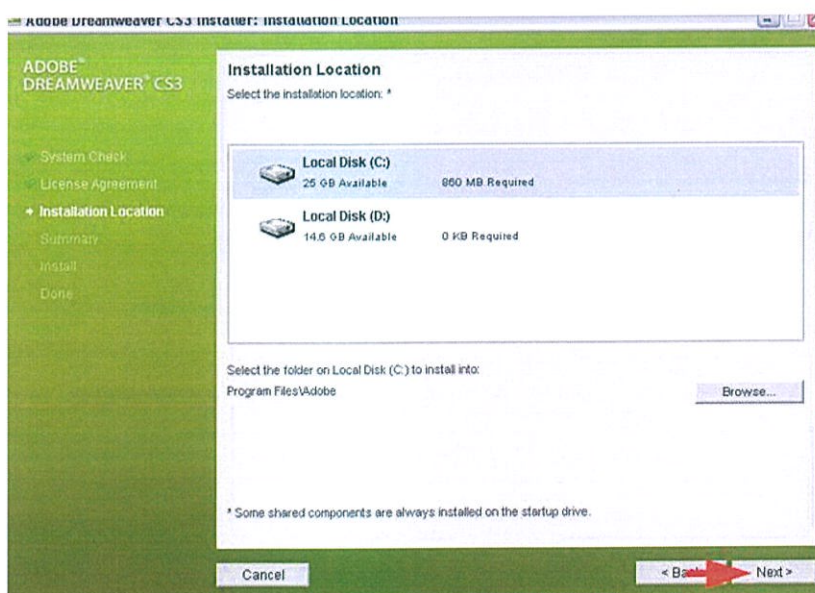 Adobe Dreamweaver CS3 Installer: Installation Location
ADOBE®
DREAMWEAVER® CS3
Installation Location
Select the installation location: *
System Check
License Agreement
Installation Location
Summary
Install
Done
Local Disk (C:)
25 GB Available 860 MB Required
Local Disk (D:)
14.6 GB Available 0 KB Required
Select the folder on Local Disk (C:) to install into:
Program Files\Adobe
Browse...
* Some shared components are always installed on the startup drive.
Cancel
< Back
Next >